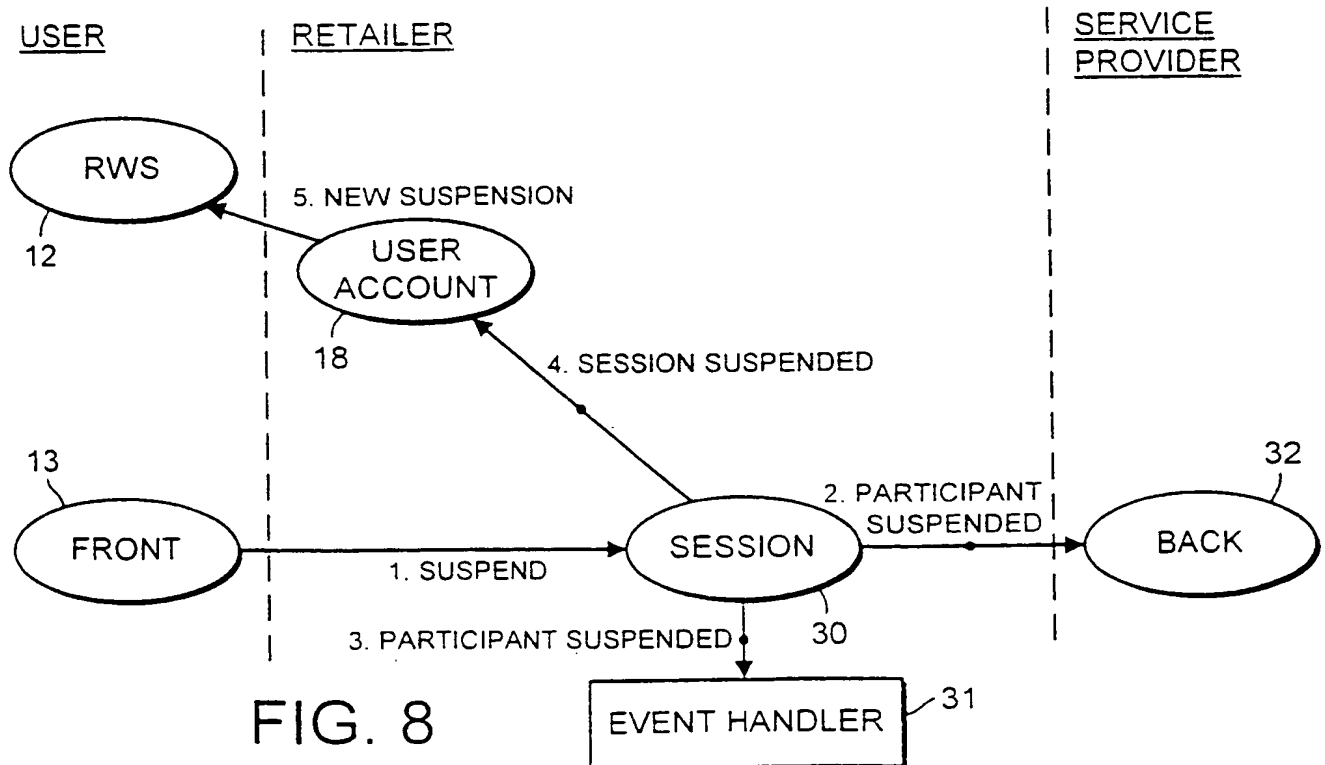 USER
RETAILER
SERVICE
PROVIDER
RWS
12
5. NEW SUSPENSION
USER
ACCOUNT
18
4. SESSION SUSPENDED
13
FRONT
1. SUSPEND
SESSION
30
2. PARTICIPANT
SUSPENDED
32
BACK
3. PARTICIPANT SUSPENDED
EVENT HANDLER
31
FIG. 8